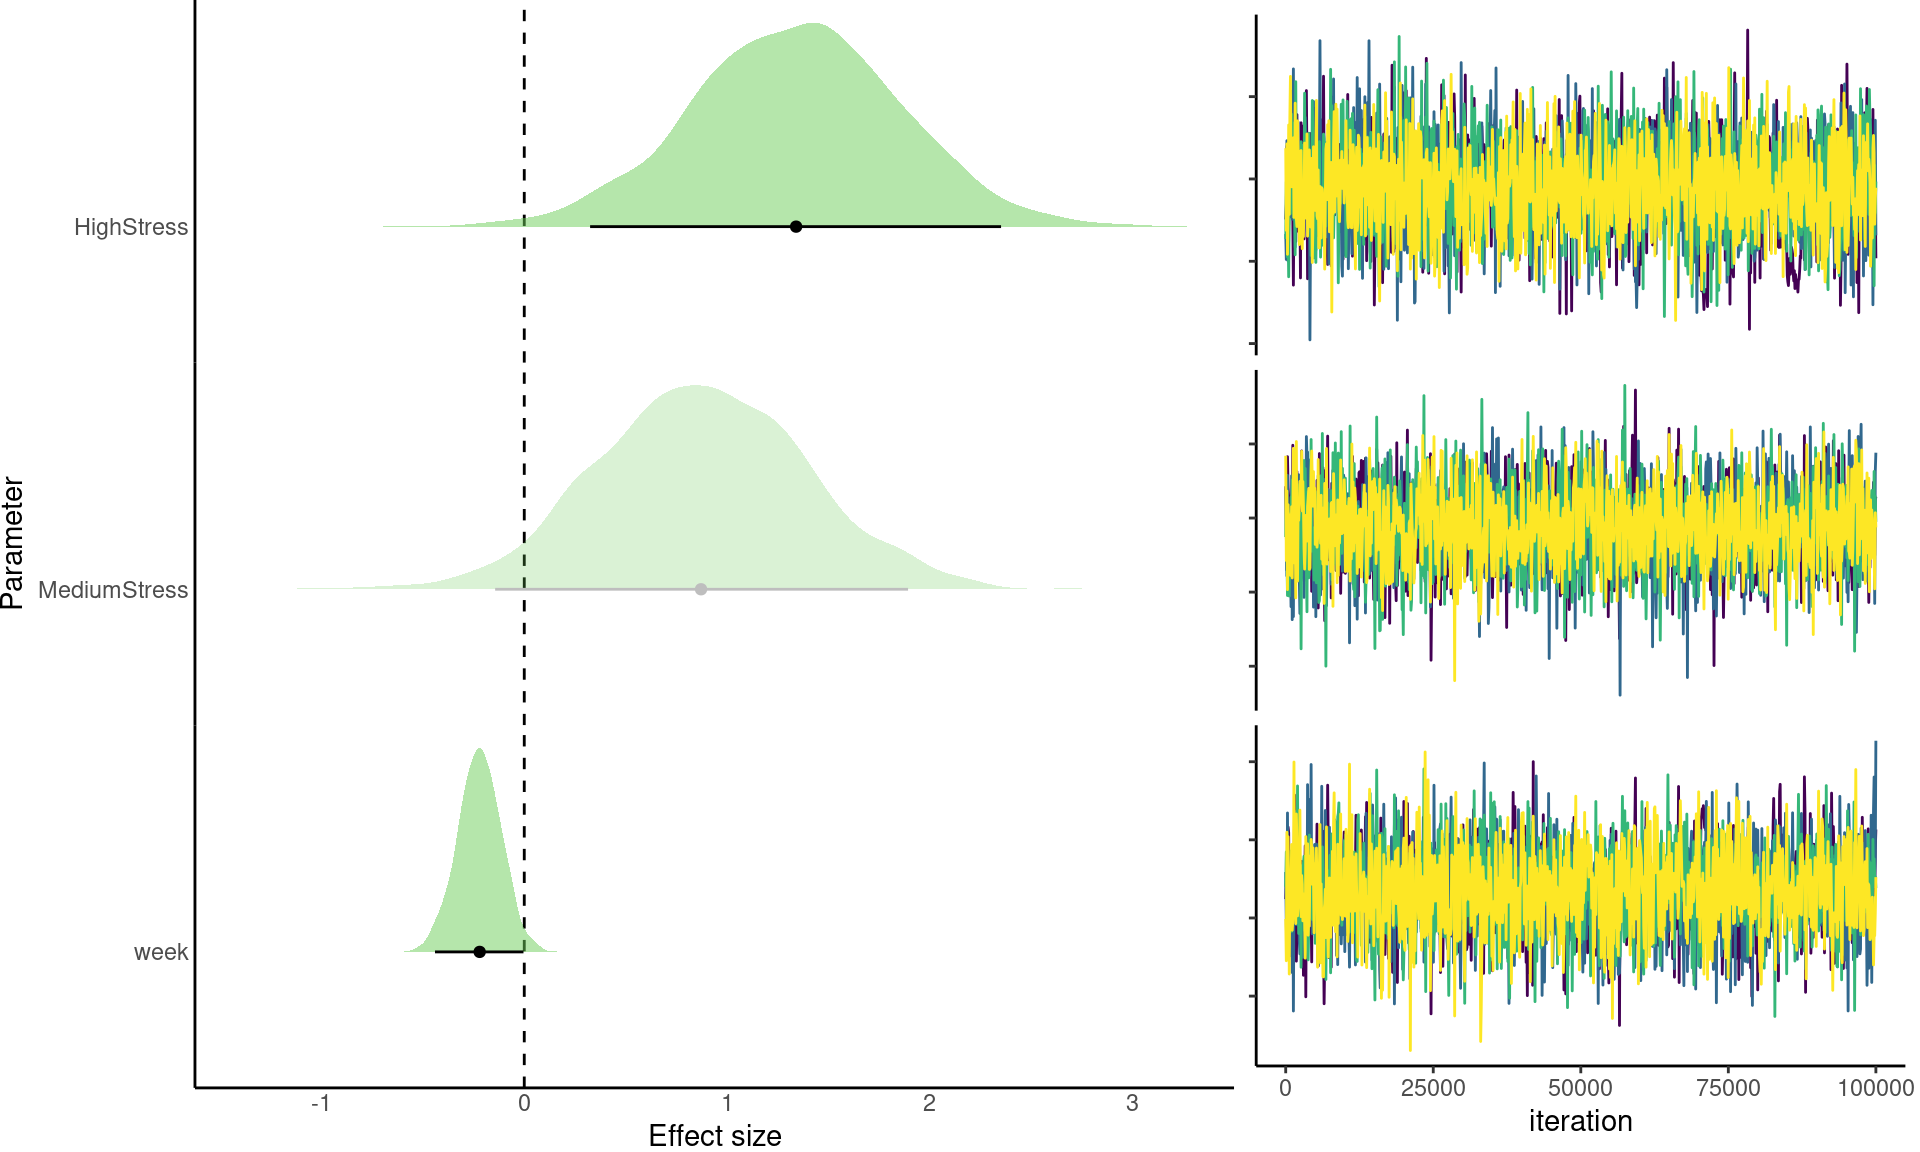 Parameter
HighStress
MediumStress
week
-1 0 1 2 3
Effect size
0 25000 50000 75000 100000
iteration